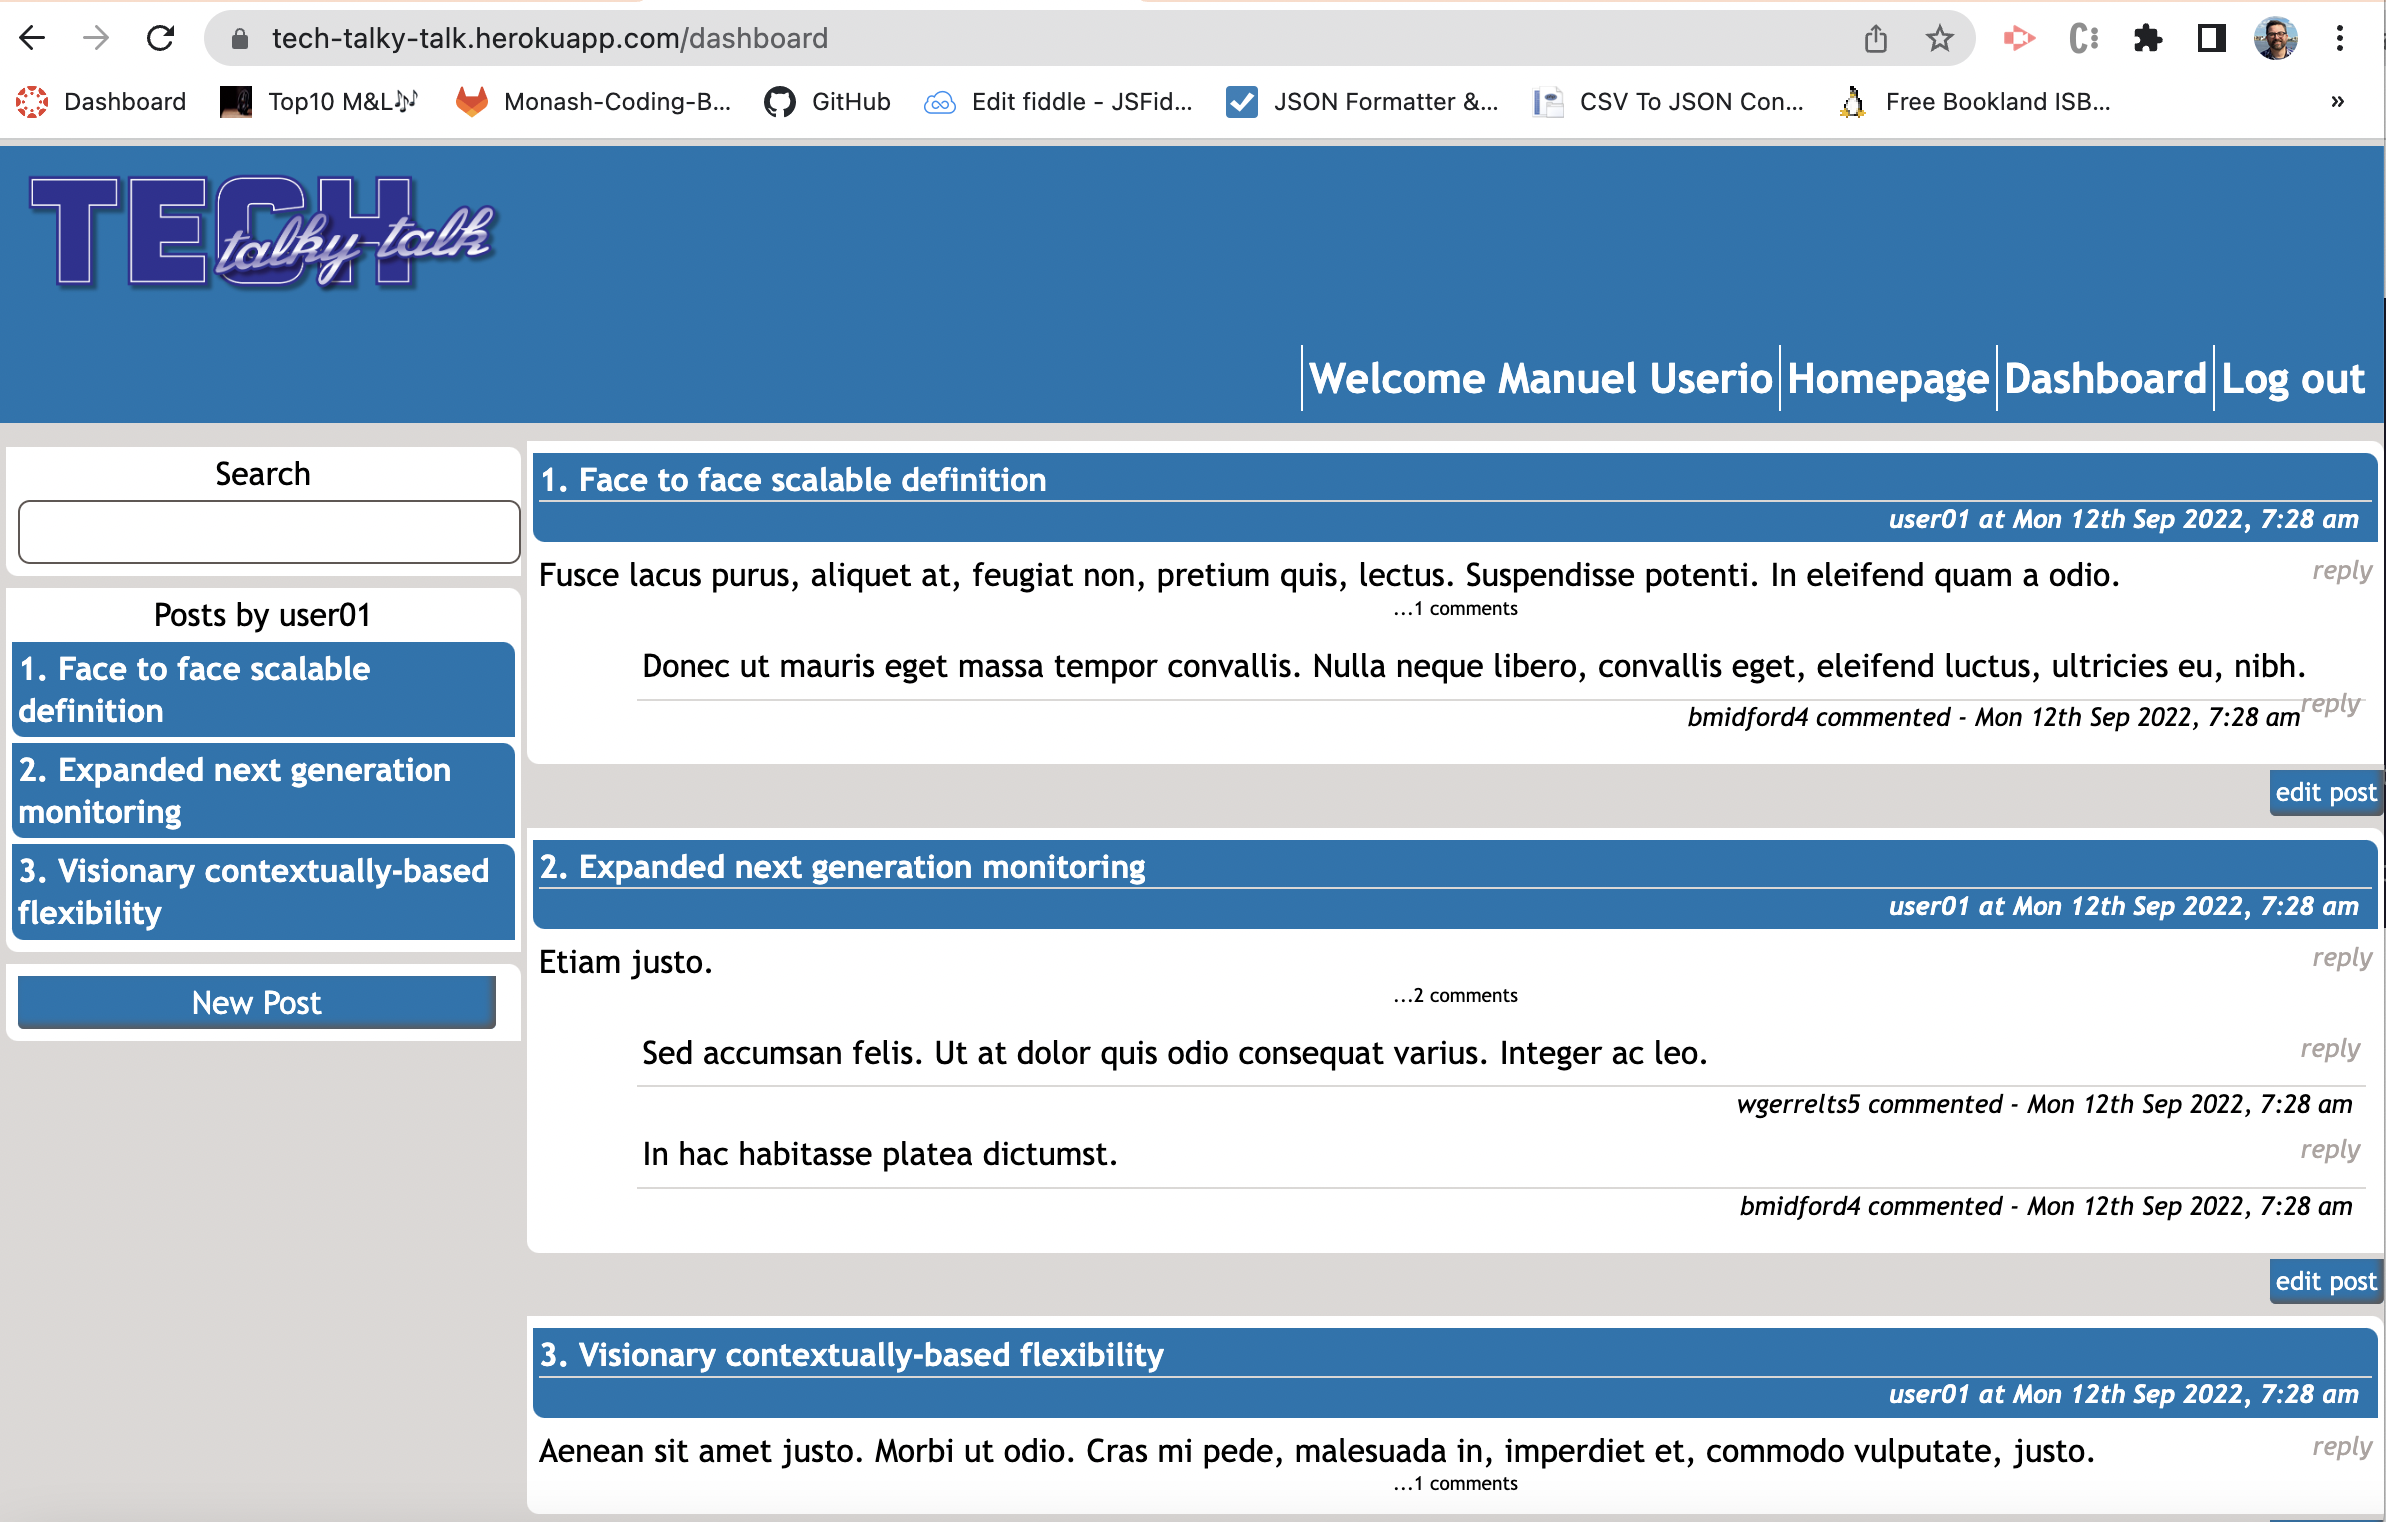 tech-talky-talk.herokuapp.com/dashboard
Dashboard Top10 M&L🎶 Monash-Coding-B... GitHub Edit fiddle - JSFid... JSON Formatter &... CSV To JSON Con... Free Bookland ISB... »
TECH talky-talk
Welcome Manuel Userio Homepage Dashboard Log out
Search
Posts by user01
1. Face to face scalable
definition
2. Expanded next generation
monitoring
3. Visionary contextually-based
flexibility
New Post
1. Face to face scalable definition
user01 at Mon 12th Sep 2022, 7:28 am
Fusce lacus purus, aliquet at, feugiat non, pretium quis, lectus. Suspendisse potenti. In eleifend quam a odio. reply
...1 comments
Donec ut mauris eget massa tempor convallis. Nulla neque libero, convallis eget, eleifend luctus, ultricies eu, nibh.
reply
bmidford4 commented - Mon 12th Sep 2022, 7:28 am
edit post
2. Expanded next generation monitoring
user01 at Mon 12th Sep 2022, 7:28 am
Etiam justo. reply
...2 comments
Sed accumsan felis. Ut at dolor quis odio consequat varius. Integer ac leo. reply
wgerrelts5 commented - Mon 12th Sep 2022, 7:28 am
In hac habitasse platea dictumst. reply
bmidford4 commented - Mon 12th Sep 2022, 7:28 am
edit post
3. Visionary contextually-based flexibility
user01 at Mon 12th Sep 2022, 7:28 am
Aenean sit amet justo. Morbi ut odio. Cras mi pede, malesuada in, imperdiet et, commodo vulputate, justo. reply
...1 comments